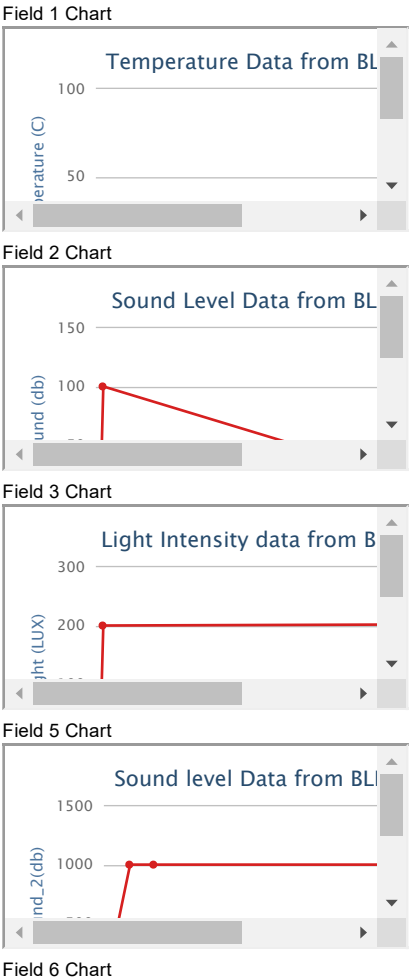 Field 1 Chart
Temperature Data from BL
100
50
perature (C)
Field 2 Chart
Sound Level Data from BL
150
100
und (db)
Field 3 Chart
Light Intensity data from B
300
200
ght (LUX)
Field 5 Chart
Sound level Data from BL
1500
1000
nd_2(db)
Field 6 Chart